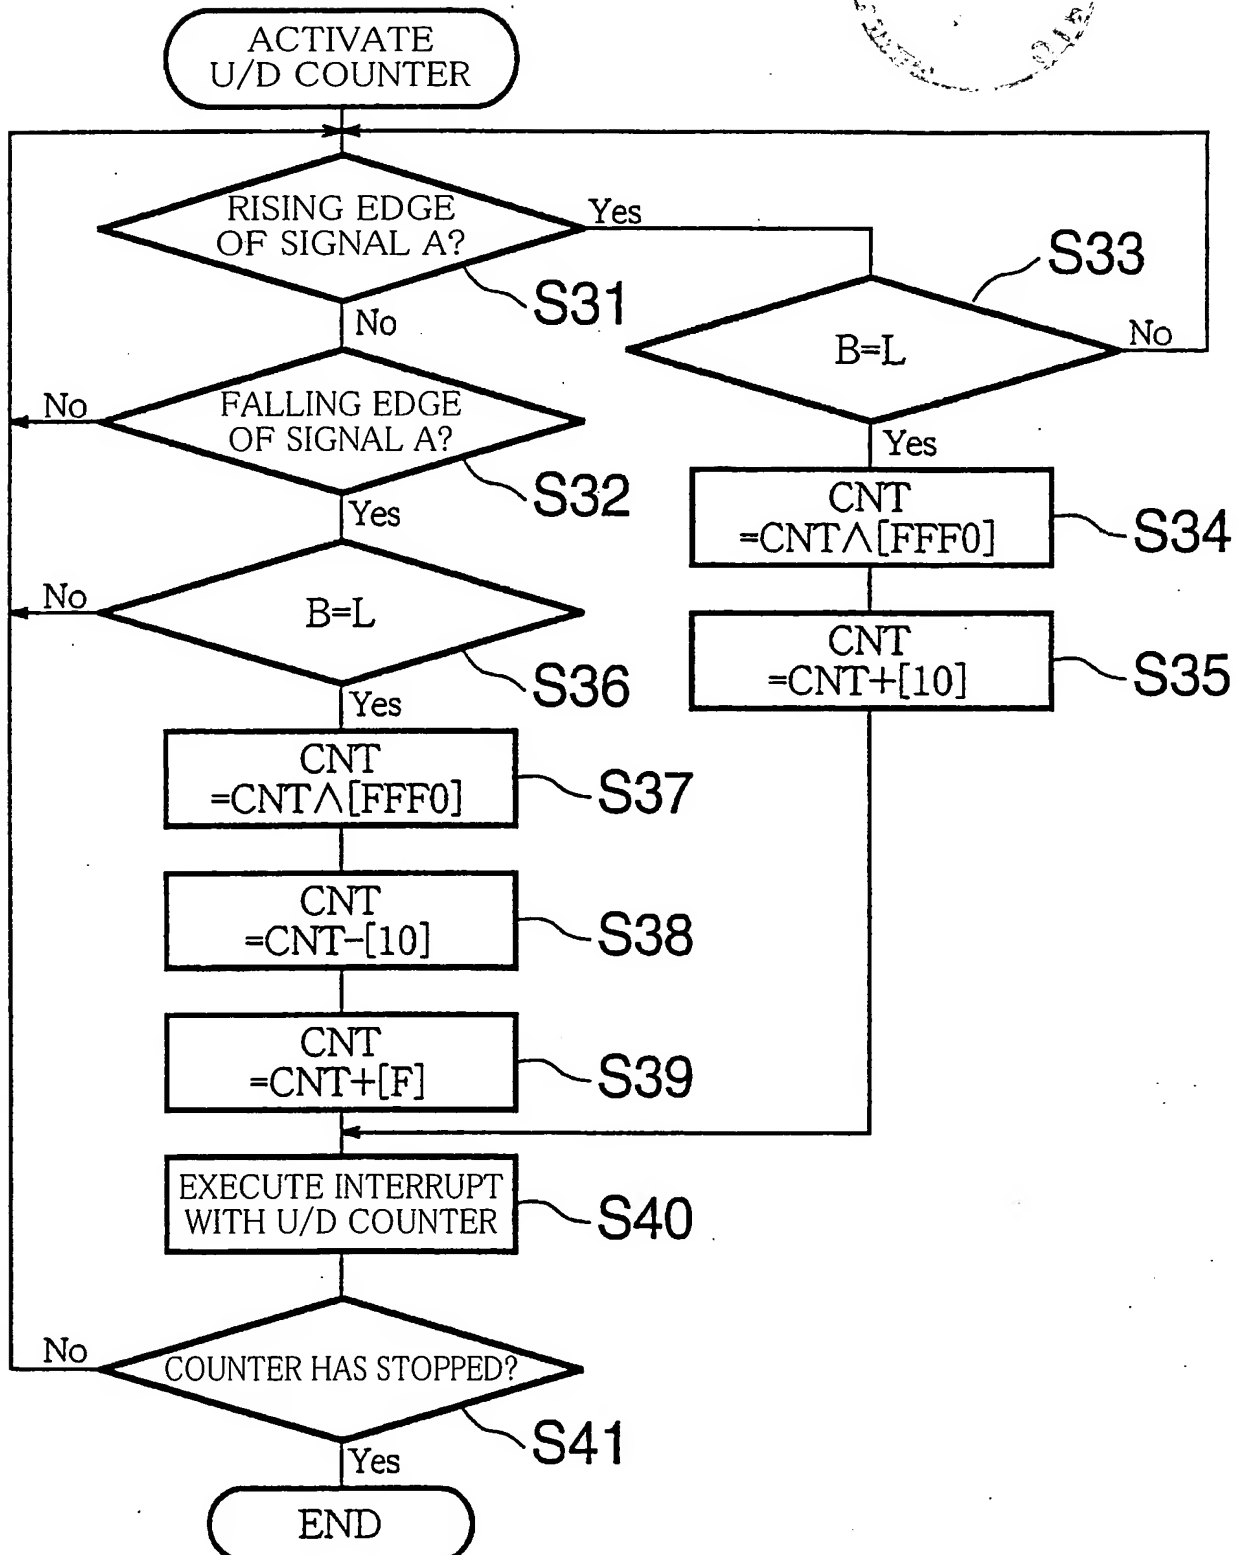 ACTIVATE
U/D COUNTER
RISING EDGE
OF SIGNAL A?
Yes
S31
No
S33
B=L
No
Yes
FALLING EDGE
OF SIGNAL A?
No
S32
Yes
CNT
=CNT∧[FFF0]
S34
B=L
No
S36
Yes
CNT
=CNT+[10]
S35
CNT
=CNT∧[FFF0]
S37
CNT
=CNT-[10]
S38
CNT
=CNT+[F]
S39
EXECUTE INTERRUPT
WITH U/D COUNTER
S40
COUNTER HAS STOPPED?
No
S41
Yes
END